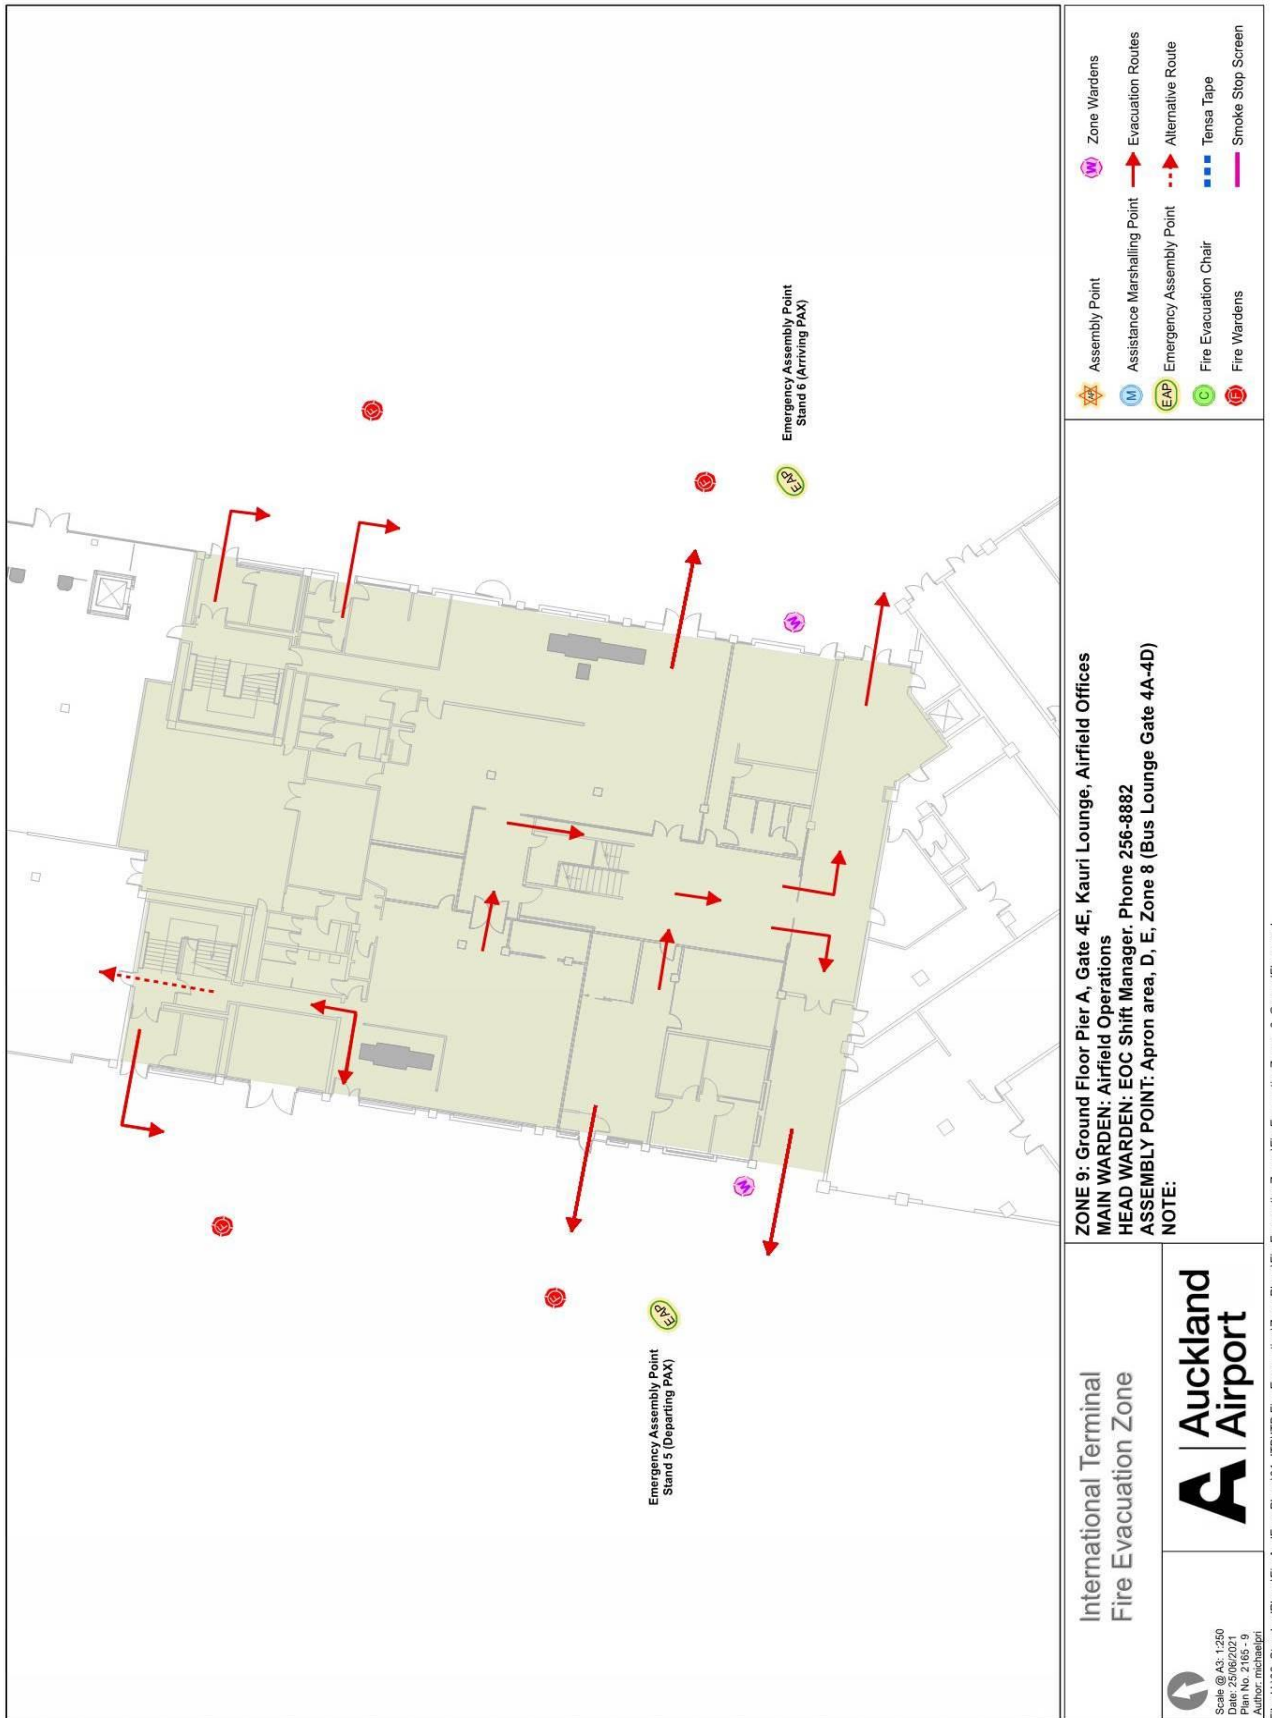 Emergency Assembly Point
Stand 5 (Departing PAX)
EAP
F
F
W
W
Emergency Assembly Point
Stand 6 (Arriving PAX)
EAP
F
F
Scale @ A3: 1:250
Date: 25/06/2021
Plan No. 2165 - 9
Author: michaelpri
International Terminal
Fire Evacuation Zone
A Auckland
Airport
ZONE 9: Ground Floor Pier A, Gate 4E, Kauri Lounge, Airfield Offices
MAIN WARDEN: Airfield Operations
HEAD WARDEN: EOC Shift Manager. Phone 256-8882
ASSEMBLY POINT: Apron area, D, E, Zone 8 (Bus Lounge Gate 4A-4D)
NOTE:
AP Assembly Point
M Assistance Marshalling Point
EAP Emergency Assembly Point
C Fire Evacuation Chair
F Fire Wardens
W Zone Wardens
Evacuation Routes
Alternative Route
Tensa Tape
Smoke Stop Screen